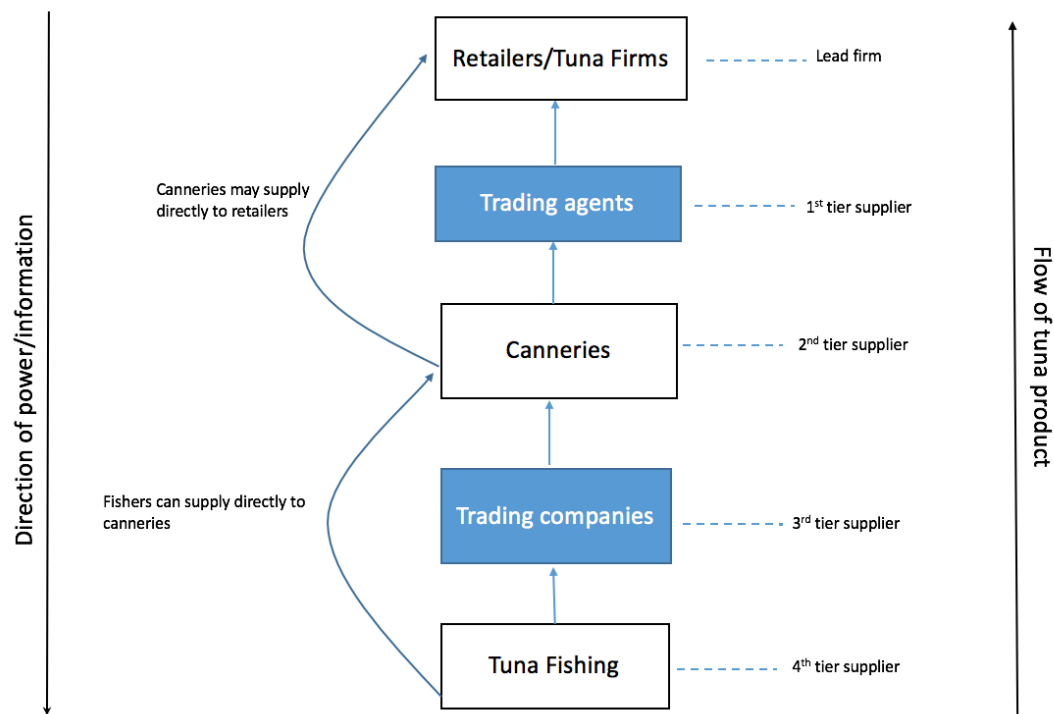 Retailers/Tuna Firms
Lead firm
Canneries may supply
directly to retailers
Trading agents
1st tier supplier
Direction of power/information
Flow of tuna product
Canneries
2nd tier supplier
Fishers can supply directly to
canneries
Trading companies
3rd tier supplier
Tuna Fishing
4th tier supplier